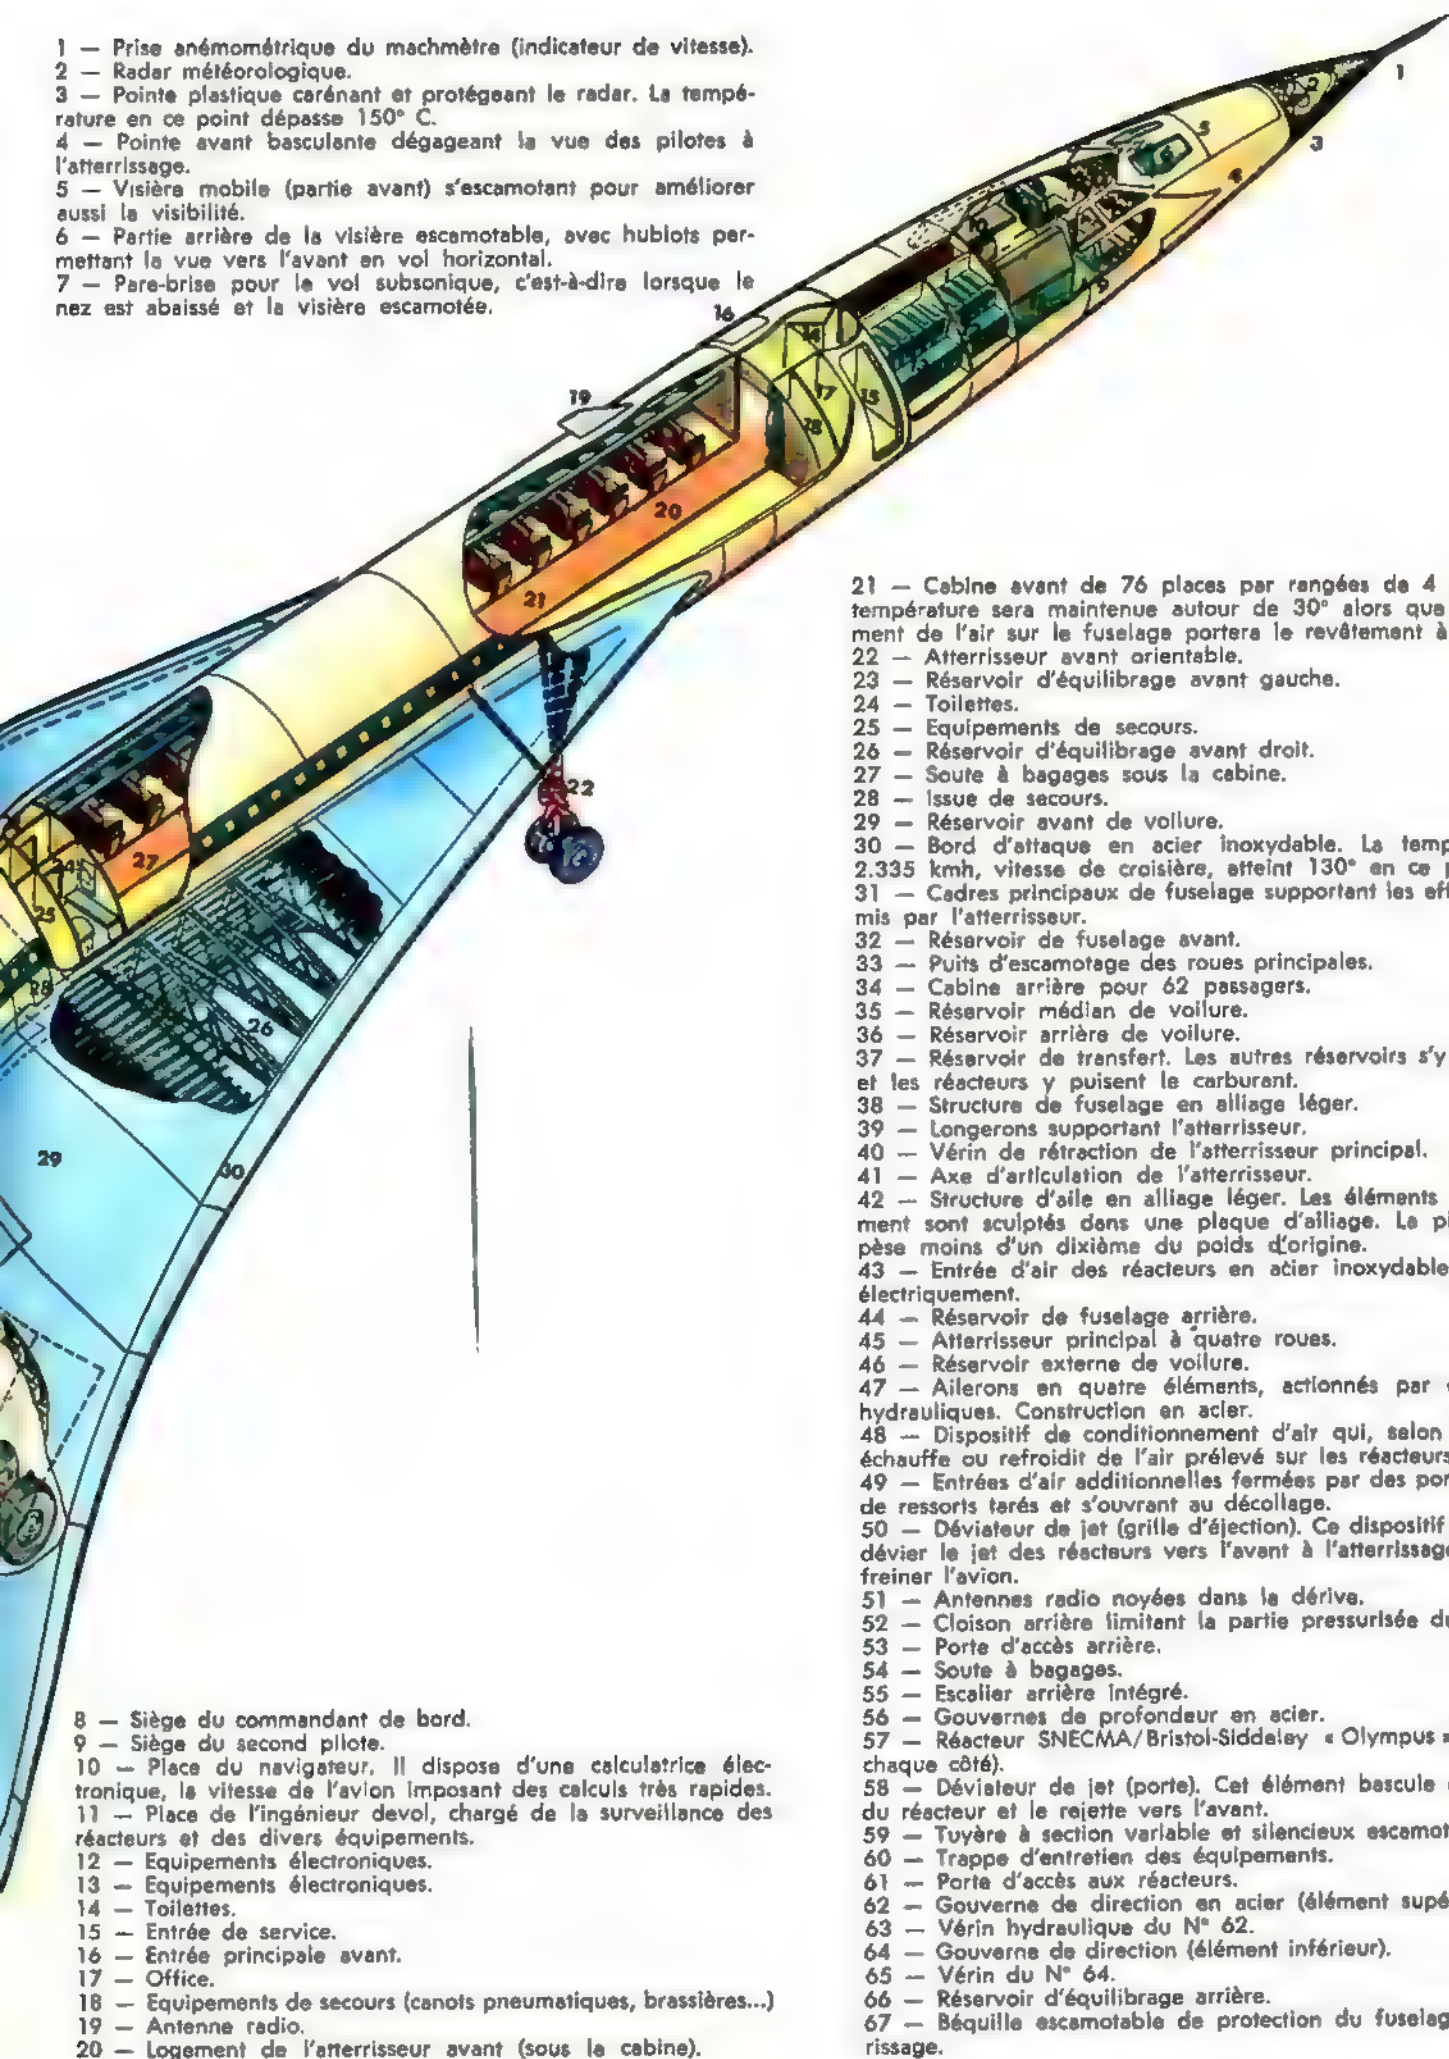 1 — Prise anémométrique du machmètre (indicateur de vitesse).
2 — Radar météorologique.
3 — Pointe plastique carénant et protégeant le radar. La tempé-
rature en ce point dépasse 150° C.
4 — Pointe avant basculante dégageant la vue des pilotes à
l'atterrissage.
5 — Visière mobile (partie avant) s'escamotant pour améliorer
aussi la visibilité.
6 — Partie arrière de la visière escamotable, avec hublots per-
mettant la vue vers l'avant en vol horizontal.
7 — Pare-brise pour le vol subsonique, c'est-à-dire lorsque le
nez est abaissé et la visière escamotée.
1
2
3
5
6
4
10
9
16
14
17
15
18
19
20
21
22
24
27
25
28
26
29
30
8 — Siège du commandant de bord.
9 — Siège du second pilote.
10 — Place du navigateur. Il dispose d'une calculatrice élec-
tronique, la vitesse de l'avion imposant des calculs très rapides.
11 — Place de l'ingénieur devol, chargé de la surveillance des
réacteurs et des divers équipements.
12 — Equipements électroniques.
13 — Equipements électroniques.
14 — Toilettes.
15 — Entrée de service.
16 — Entrée principale avant.
17 — Office.
18 — Equipements de secours (canots pneumatiques, brassières...)
19 — Antenne radio.
20 — Logement de l'atterrisseur avant (sous la cabine).
21 — Cabine avant de 76 places par rangées de 4
température sera maintenue autour de 30° alors que
ment de l'air sur le fuselage portera le revêtement à
22 — Atterrisseur avant orientable.
23 — Réservoir d'équilibrage avant gauche.
24 — Toilettes.
25 — Equipements de secours.
26 — Réservoir d'équilibrage avant droit.
27 — Soute à bagages sous la cabine.
28 — Issue de secours.
29 — Réservoir avant de voilure.
30 — Bord d'attaque en acier inoxydable. La temp
2.335 kmh, vitesse de croisière, atteint 130° en ce p
31 — Cadres principaux de fuselage supportant les eff
mis par l'atterrisseur.
32 — Réservoir de fuselage avant.
33 — Puits d'escamotage des roues principales.
34 — Cabine arrière pour 62 passagers.
35 — Réservoir médian de voilure.
36 — Réservoir arrière de voilure.
37 — Réservoir de transfert. Les autres réservoirs s'y
et les réacteurs y puisent le carburant.
38 — Structure de fuselage en alliage léger.
39 — Longerons supportant l'atterrisseur.
40 — Vérin de rétraction de l'atterrisseur principal.
41 — Axe d'articulation de l'atterrisseur.
42 — Structure d'aile en alliage léger. Les éléments
ment sont sculptés dans une plaque d'alliage. La pi
pèse moins d'un dixième du poids d'origine.
43 — Entrée d'air des réacteurs en acier inoxydable
électriquement.
44 — Réservoir de fuselage arrière.
45 — Atterrisseur principal à quatre roues.
46 — Réservoir externe de voilure.
47 — Ailerons en quatre éléments, actionnés par
hydrauliques. Construction en acier.
48 — Dispositif de conditionnement d'air qui, selon
échauffe ou refroidit de l'air prélevé sur les réacteurs
49 — Entrées d'air additionnelles fermées par des por
de ressorts tarés et s'ouvrant au décollage.
50 — Déviateur de jet (grille d'éjection). Ce dispositif
dévier le jet des réacteurs vers l'avant à l'atterrissage
freiner l'avion.
51 — Antennes radio noyées dans la dérive.
52 — Cloison arrière limitant la partie pressurisée du
53 — Porte d'accès arrière.
54 — Soute à bagages.
55 — Escalier arrière intégré.
56 — Gouvernes de profondeur en acier.
57 — Réacteur SNECMA/Bristol-Siddeley « Olympus »
chaque côté).
58 — Déviateur de jet (porte). Cet élément bascule
du réacteur et le rejette vers l'avant.
59 — Tuyère à section variable et silencieux escamot
60 — Trappe d'entretien des équipements.
61 — Porte d'accès aux réacteurs.
62 — Gouverne de direction en acier (élément supé
63 — Vérin hydraulique du N° 62.
64 — Gouverne de direction (élément inférieur).
65 — Vérin du N° 64.
66 — Réservoir d'équilibrage arrière.
67 — Béquille escamotable de protection du fuselag
rissage.